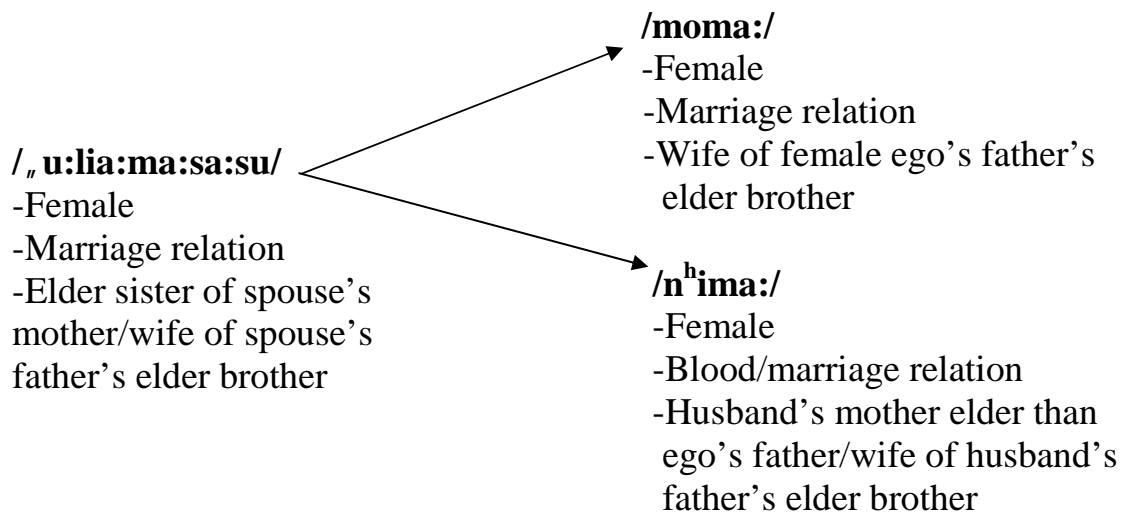 /moma:/
-Female
-Marriage relation
-Wife of female ego’s father’s
elder brother
/„ u:lia:ma:sa:su/
-Female
-Marriage relation
-Elder sister of spouse’s
mother/wife of spouse’s
father’s elder brother
/nʰima:/
-Female
-Blood/marriage relation
-Husband’s mother elder than
ego’s father/wife of husband’s
father’s elder brother